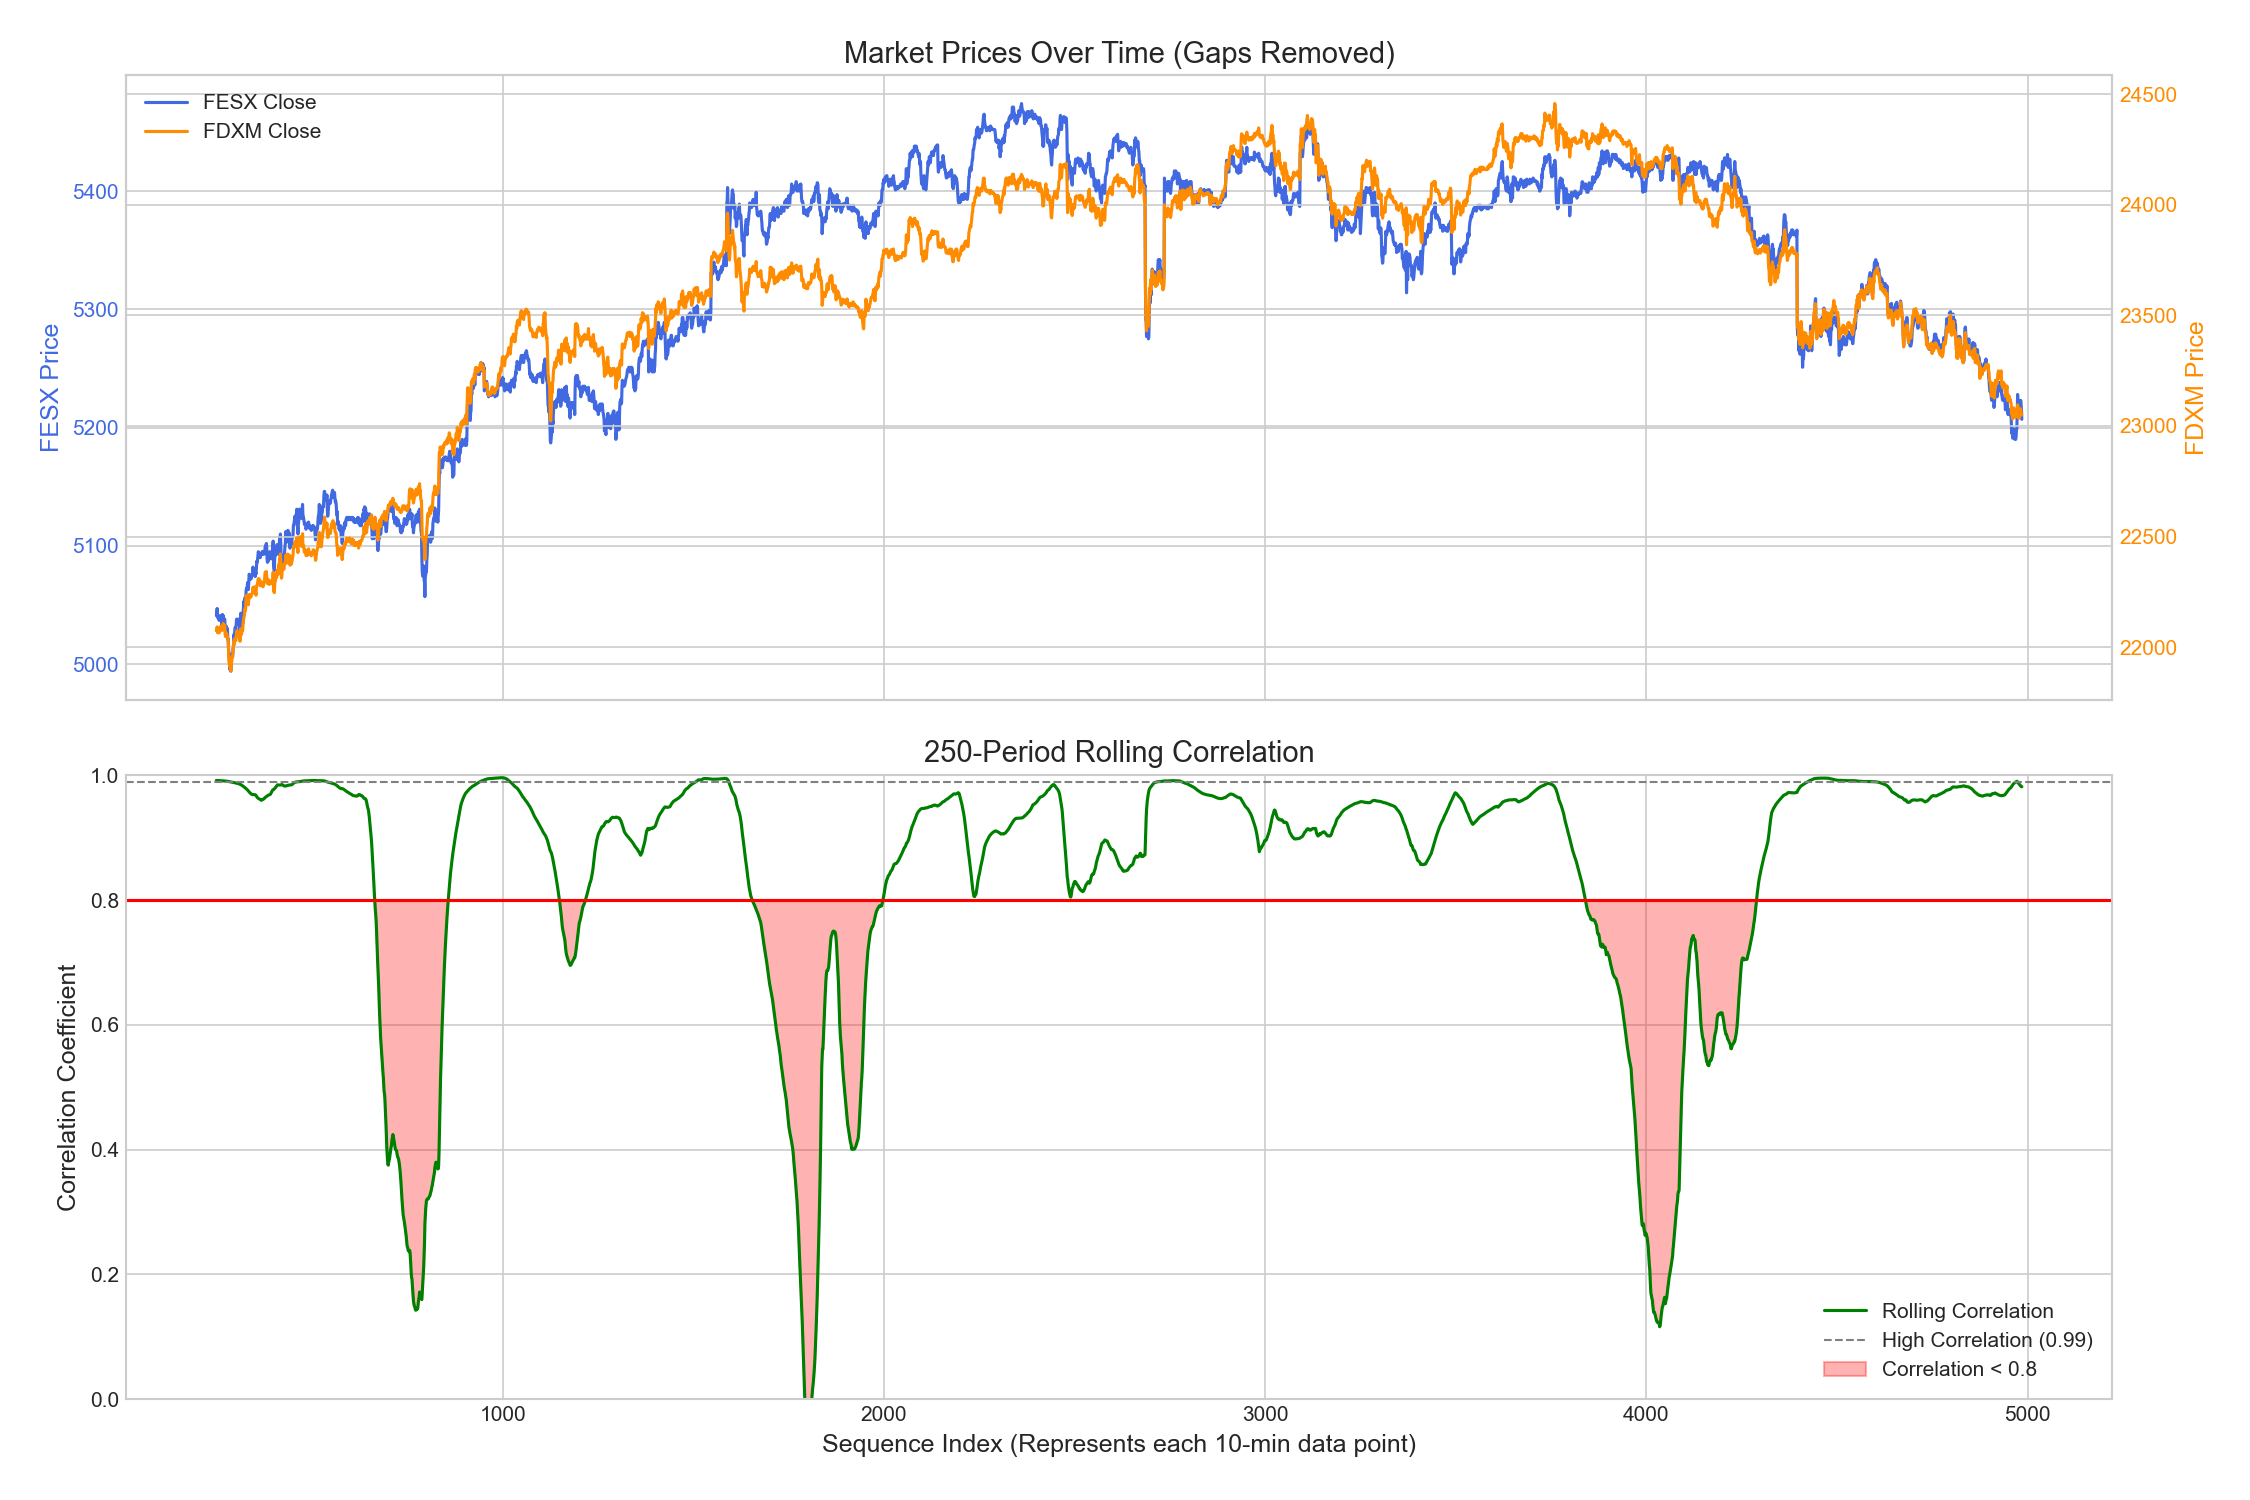 Market Prices Over Time (Gaps Removed)
FESX Close
FDXM Close
FESX Price
5400
5300
5200
5100
5000
24500
24000
23500
23000
22500
22000
FDXM Price
250-Period Rolling Correlation
Correlation Coefficient
1.0
0.8
0.6
0.4
0.2
0.0
Rolling Correlation
High Correlation (0.99)
Correlation < 0.8
1000 2000 3000 4000 5000
Sequence Index (Represents each 10-min data point)